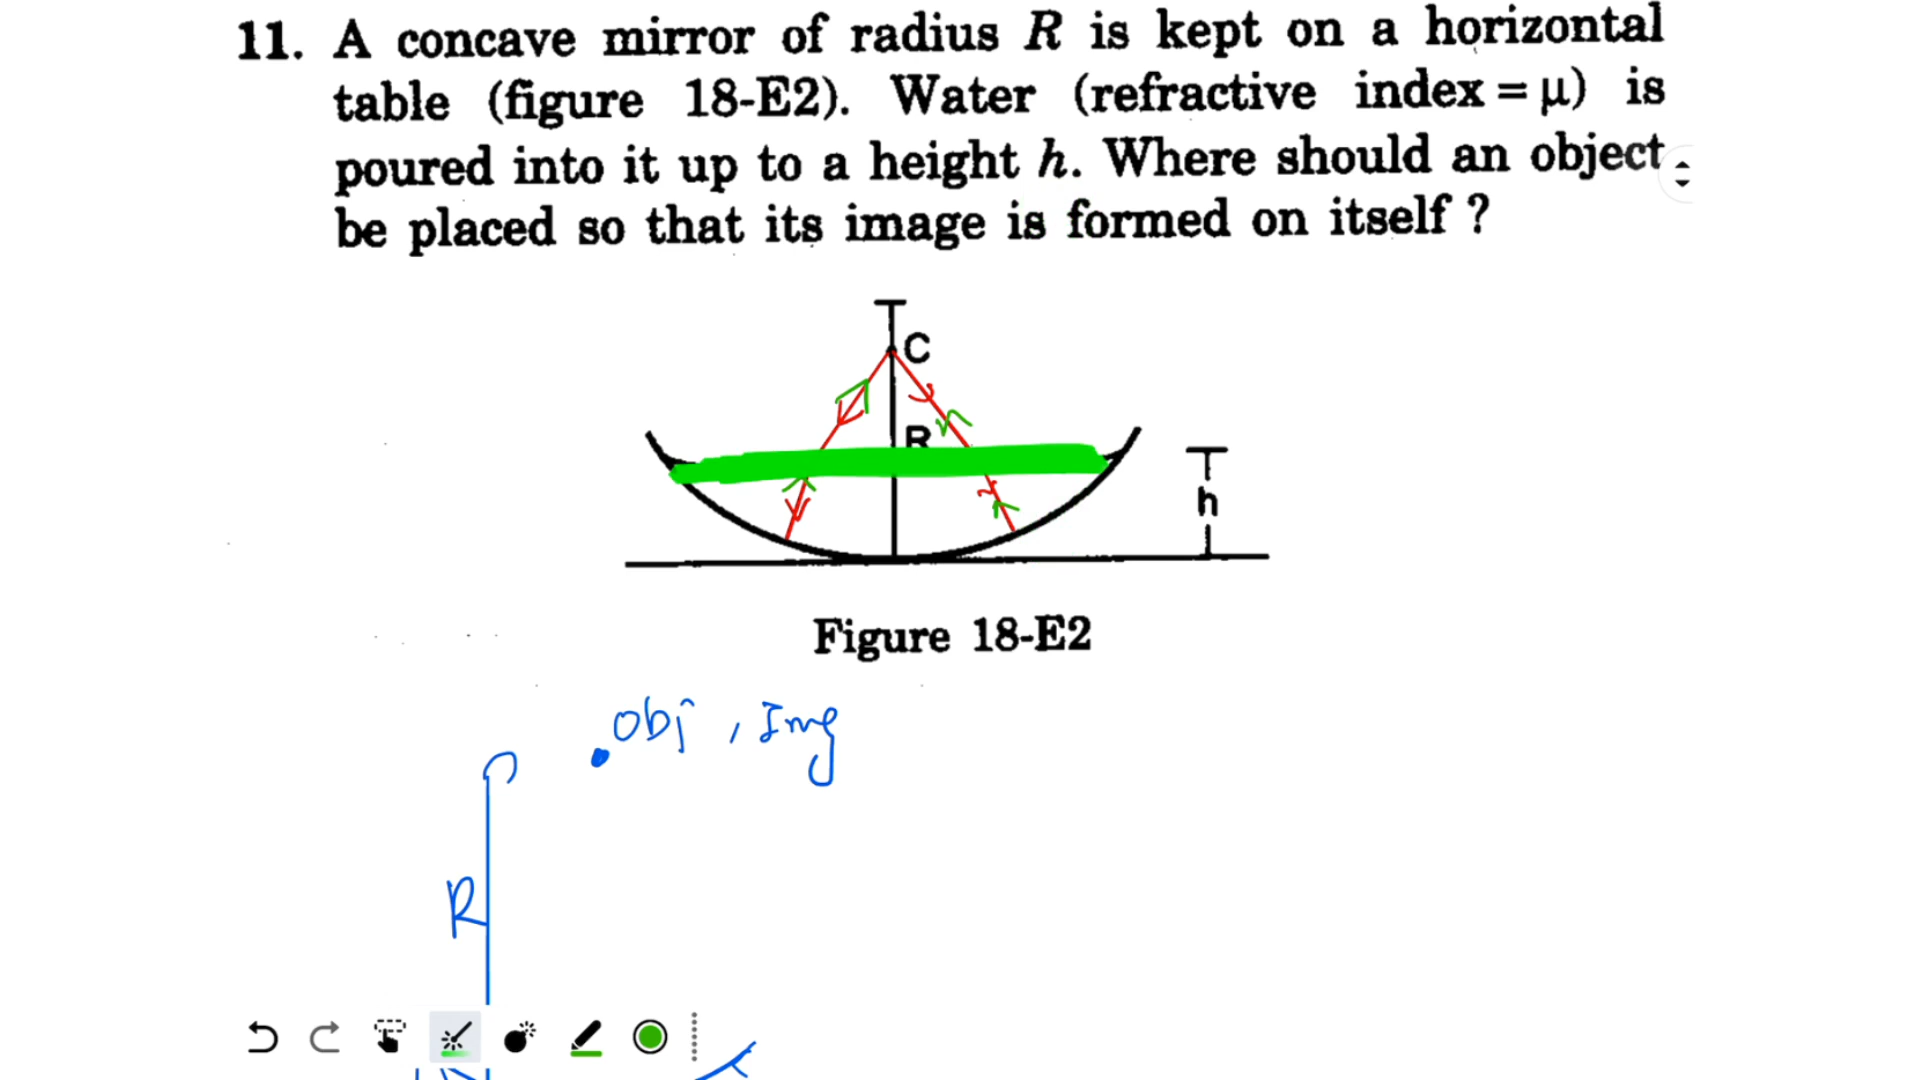 11. A concave mirror of radius R is kept on a horizontal
table (figure 18-E2). Water (refractive index = μ) is
poured into it up to a height h. Where should an object
be placed so that its image is formed on itself ?
C
R
h
Figure 18-E2
obj , Img
R